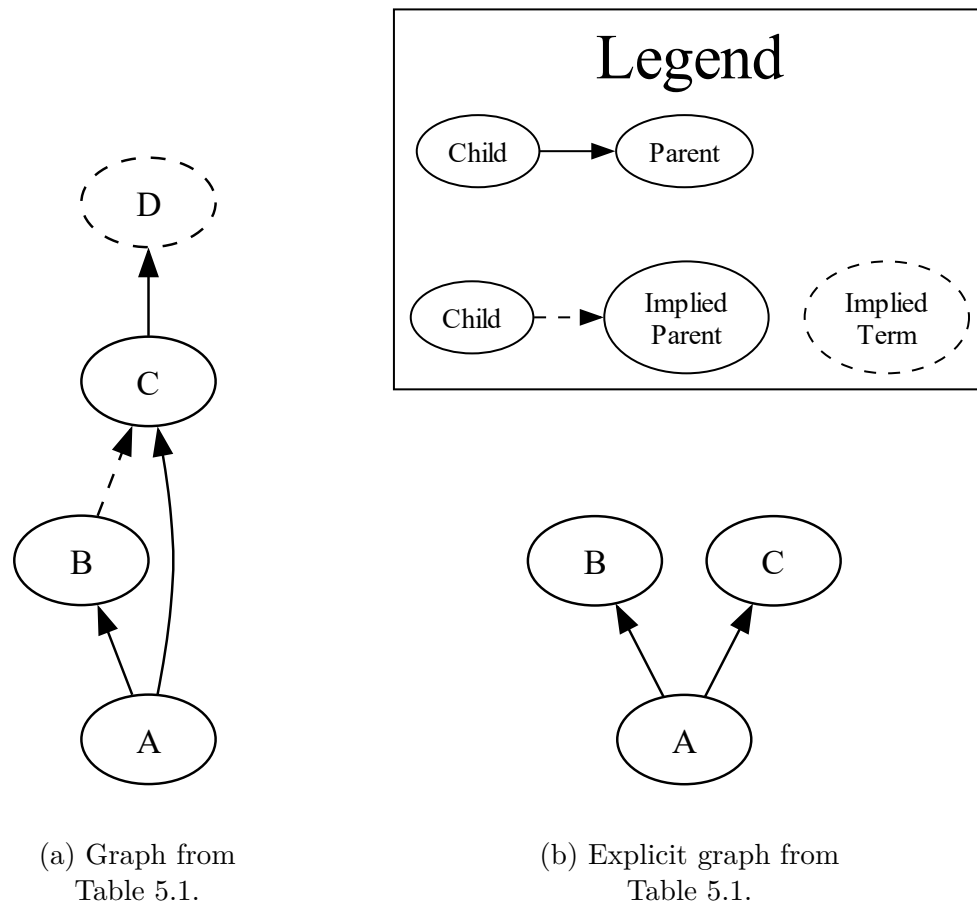 Legend
Child
Parent
Child
Implied
Parent
Implied
Term
D
C
B
A
B
C
A
(a) Graph from
Table 5.1.
(b) Explicit graph from
Table 5.1.